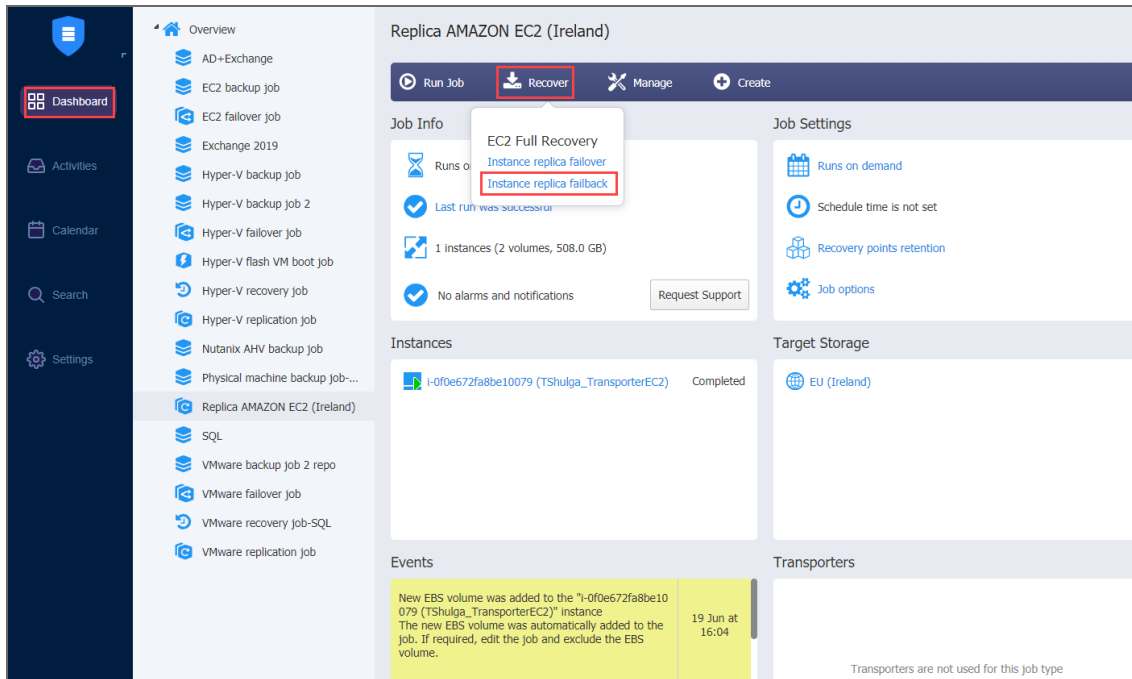 Dashboard
Activities
Calendar
Search
Settings
Overview
AD+Exchange
EC2 backup job
EC2 failover job
Exchange 2019
Hyper-V backup job
Hyper-V backup job 2
Hyper-V failover job
Hyper-V flash VM boot job
Hyper-V recovery job
Hyper-V replication job
Nutanix AHV backup job
Physical machine backup job-...
Replica AMAZON EC2 (Ireland)
SQL
VMware backup job 2 repo
VMware failover job
VMware recovery job-SQL
VMware replication job
Replica AMAZON EC2 (Ireland)
Run Job
Recover
Manage
Create
EC2 Full Recovery
Instance replica failover
Instance replica failback
Job Info
Runs o
Last run was successful
1 instances (2 volumes, 508.0 GB)
No alarms and notifications
Request Support
Job Settings
Runs on demand
Schedule time is not set
Recovery points retention
Job options
Instances
i-0f0e672fa8be10079 (TShulga_TransporterEC2)
Completed
Target Storage
EU (Ireland)
Events
New EBS volume was added to the "i-0f0e672fa8be10
079 (TShulga_TransporterEC2)" instance
The new EBS volume was automatically added to the
job. If required, edit the job and exclude the EBS
volume.
19 Jun at
16:04
Transporters
Transporters are not used for this job type